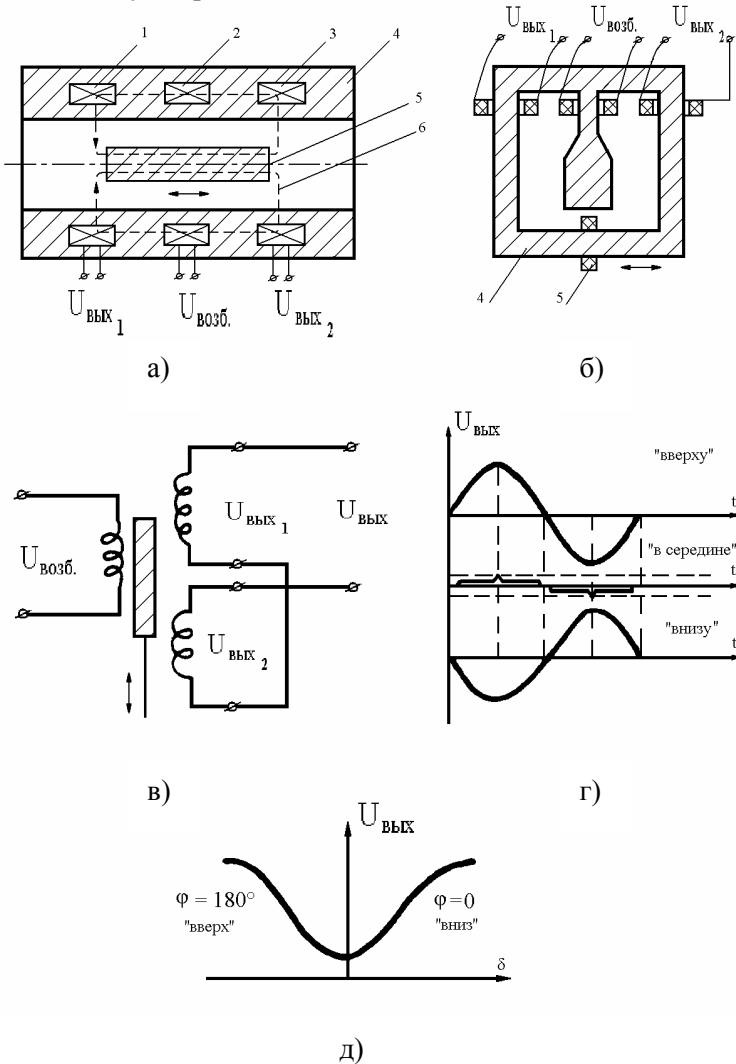 U вых 1 U возб. U вых 2
1 2 3 4
5
6
4 5
U вых 1 U возб. U вых 2
а) б)
U вых
"вверху"
t
U вых 1 U вых
"в середине"
t
U возб.
"внизу"
U вых 2
t
в) г)
U вых
φ = 180° φ = 0
"вверх" "вниз"
δ
д)